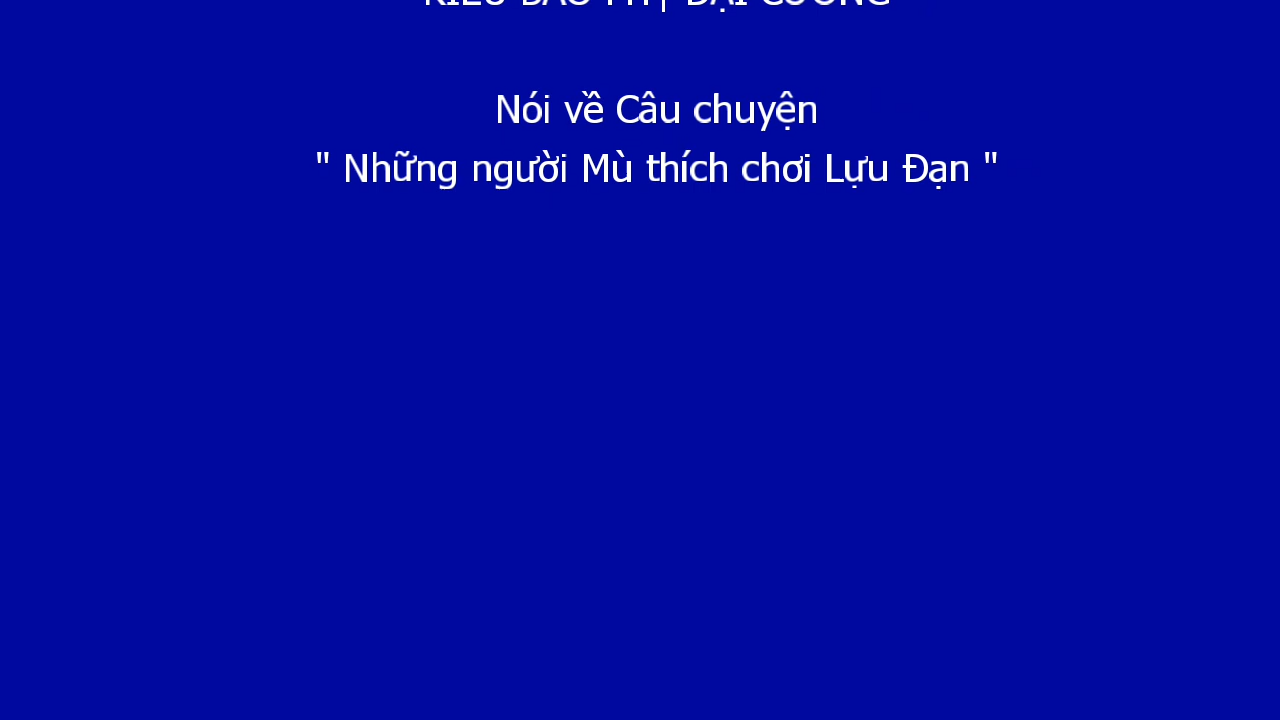 Nói về Câu chuyện
" Những người Mù thích chơi Lựu Đạn "